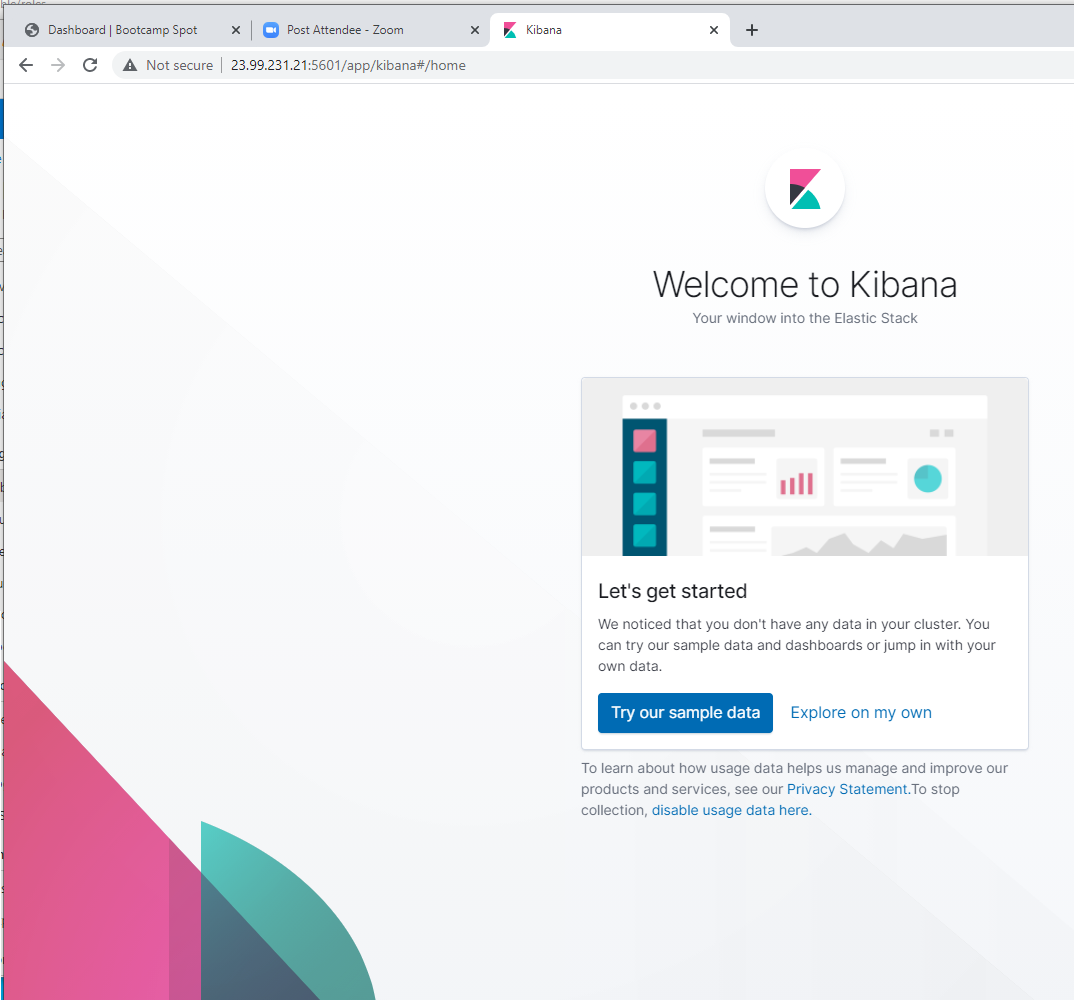 Dashboard | Bootcamp Spot
Post Attendee - Zoom
Kibana
Not secure
23.99.231.21:5601/app/kibana#/home
Welcome to Kibana
Your window into the Elastic Stack
Let's get started
We noticed that you don't have any data in your cluster. You
can try our sample data and dashboards or jump in with your
own data.
Try our sample data
Explore on my own
To learn about how usage data helps us manage and improve our
products and services, see our Privacy Statement.To stop
collection, disable usage data here.